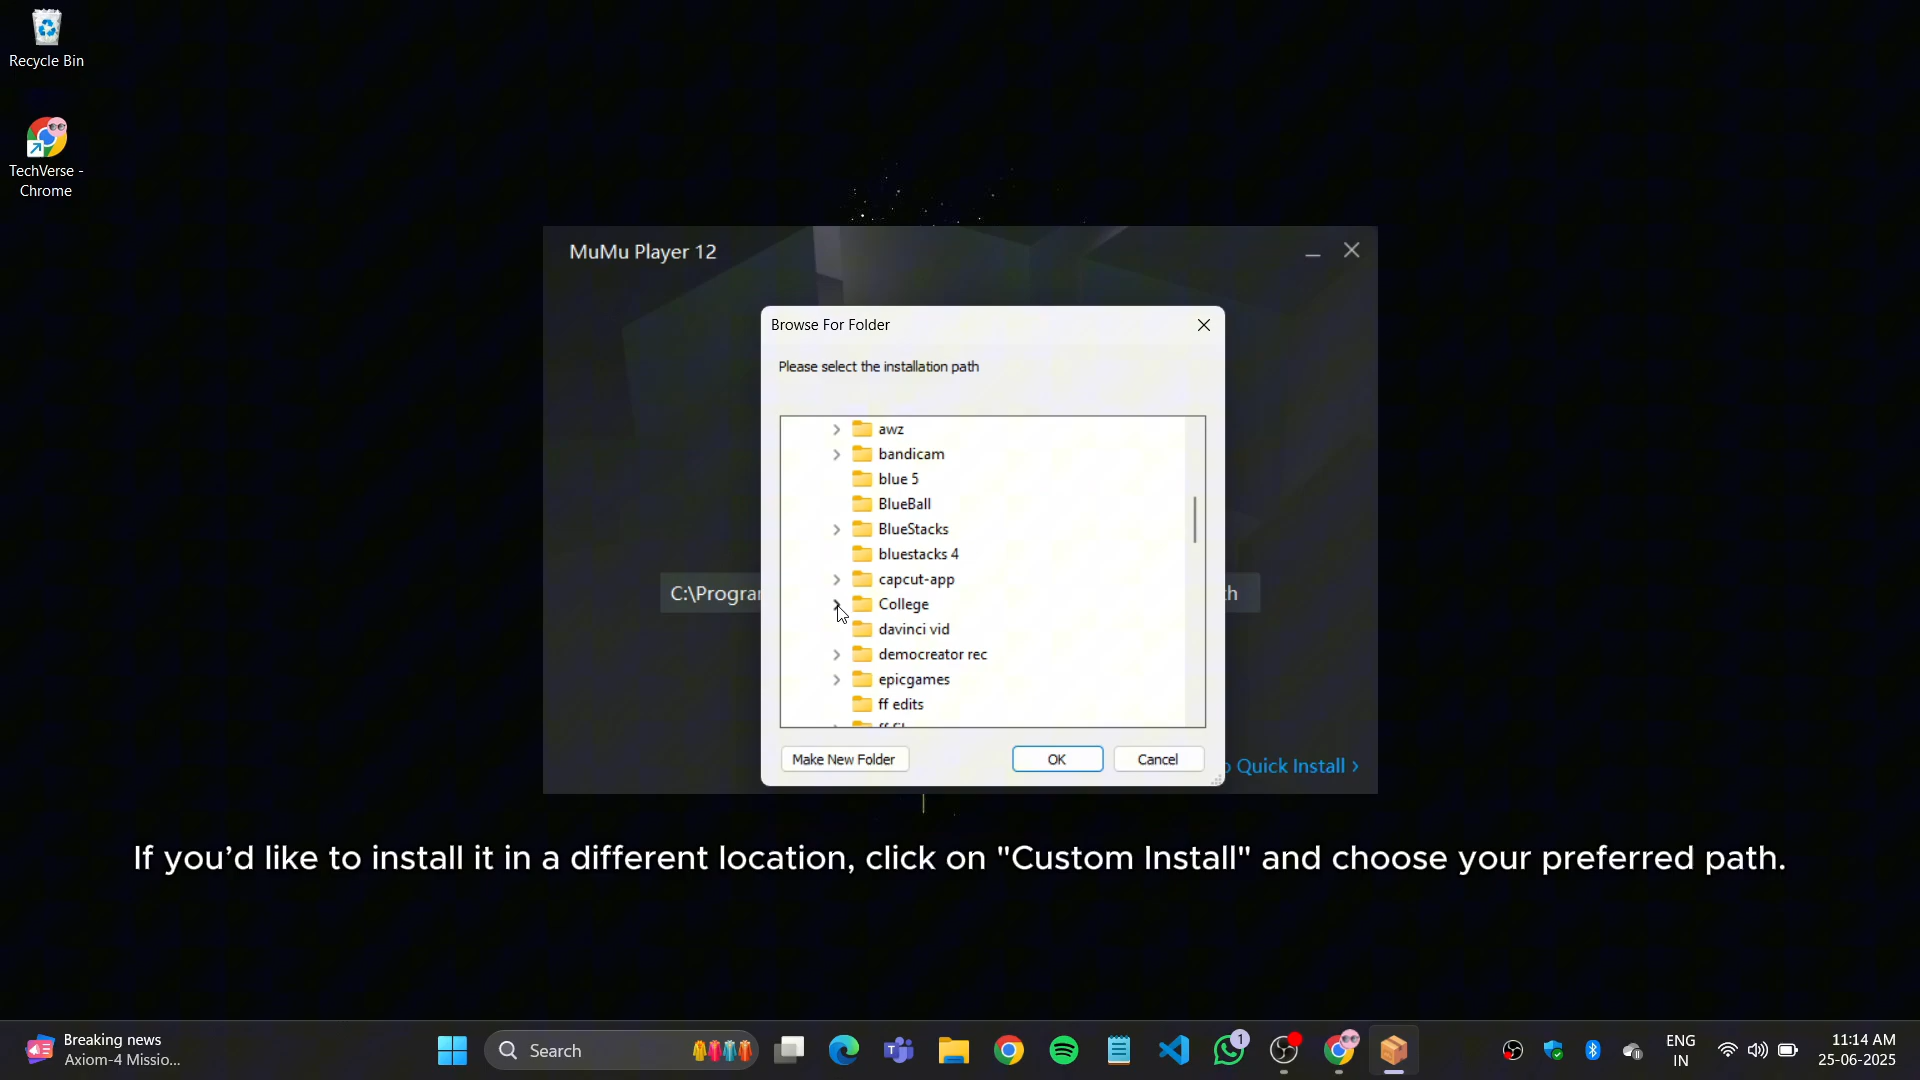 Recycle Bin
TechVerse -
Chrome
MuMu Player 12
Browse For Folder
Please select the installation path
awz
bandicam
blue 5
BlueBall
BlueStacks
bluestacks 4
capcut-app
College
davinci vid
democreator rec
epicgames
ff edits
C:\Progra
Make New Folder
OK
Cancel
Quick Install ›
If you’d like to install it in a different location, click on "Custom Install" and choose your preferred path.
Breaking news
Axiom-4 Missio...
Search
1
ENG
IN
11:14 AM
25-06-2025